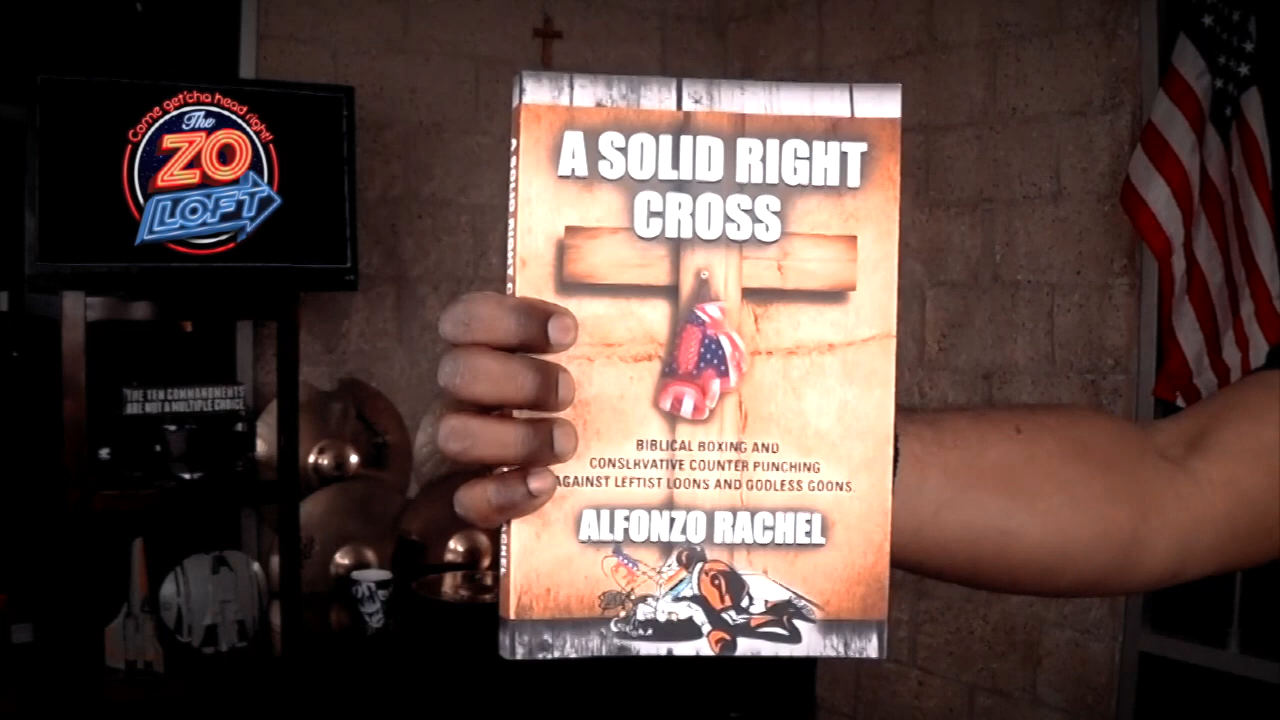 Come get'cha head right!
The
ZO
LOFT
THE TEN COMMANDMENTS
ARE NOT A MULTIPLE CHOICE
A SOLID RIGHT
CROSS
BIBLICAL BOXING AND
CONSERVATIVE COUNTER PUNCHING
AGAINST LEFTIST LOONS AND GODLESS GOONS.
ALFONZO RACHEL
A SOLID RIGHT
RACHEL